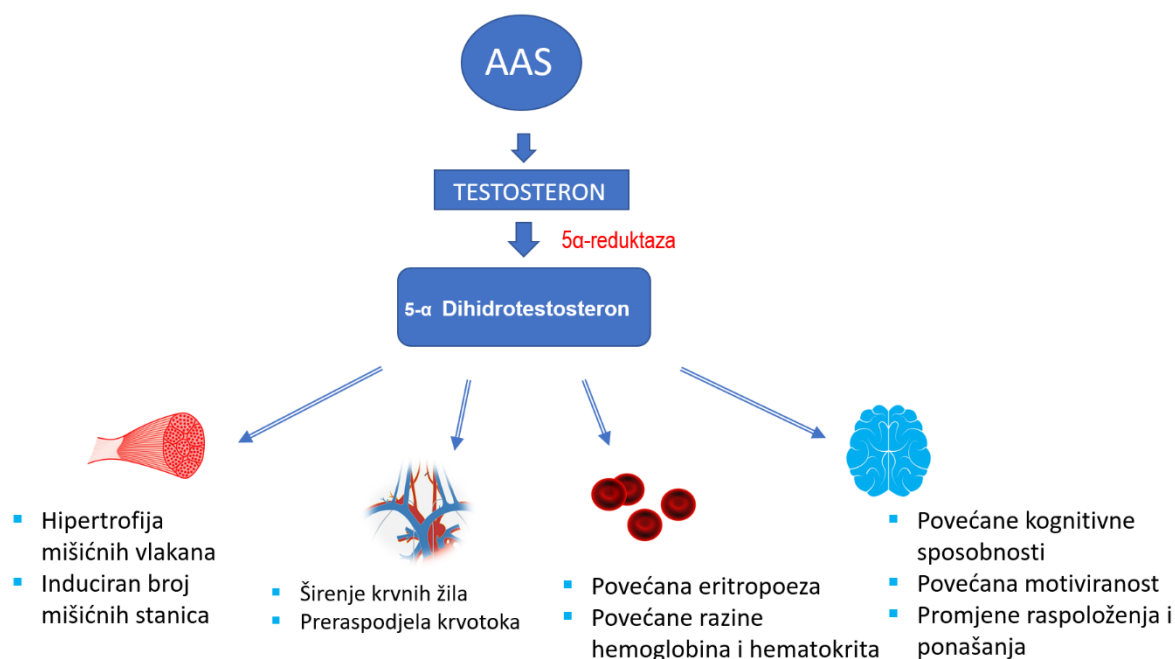 AAS
TESTOSTERON
5α-reduktaza
5-α Dihidrotestosteron
Hipertrofija
mišićnih vlakana
Induciran broj
mišićnih stanica
Širenje krvnih žila
Preraspodjela krvotoka
Povećana eritropoeza
Povećane razine
hemoglobina i hematokrita
Povećane kognitivne
sposobnosti
Povećana motiviranost
Promjene raspoloženja i
ponašanja